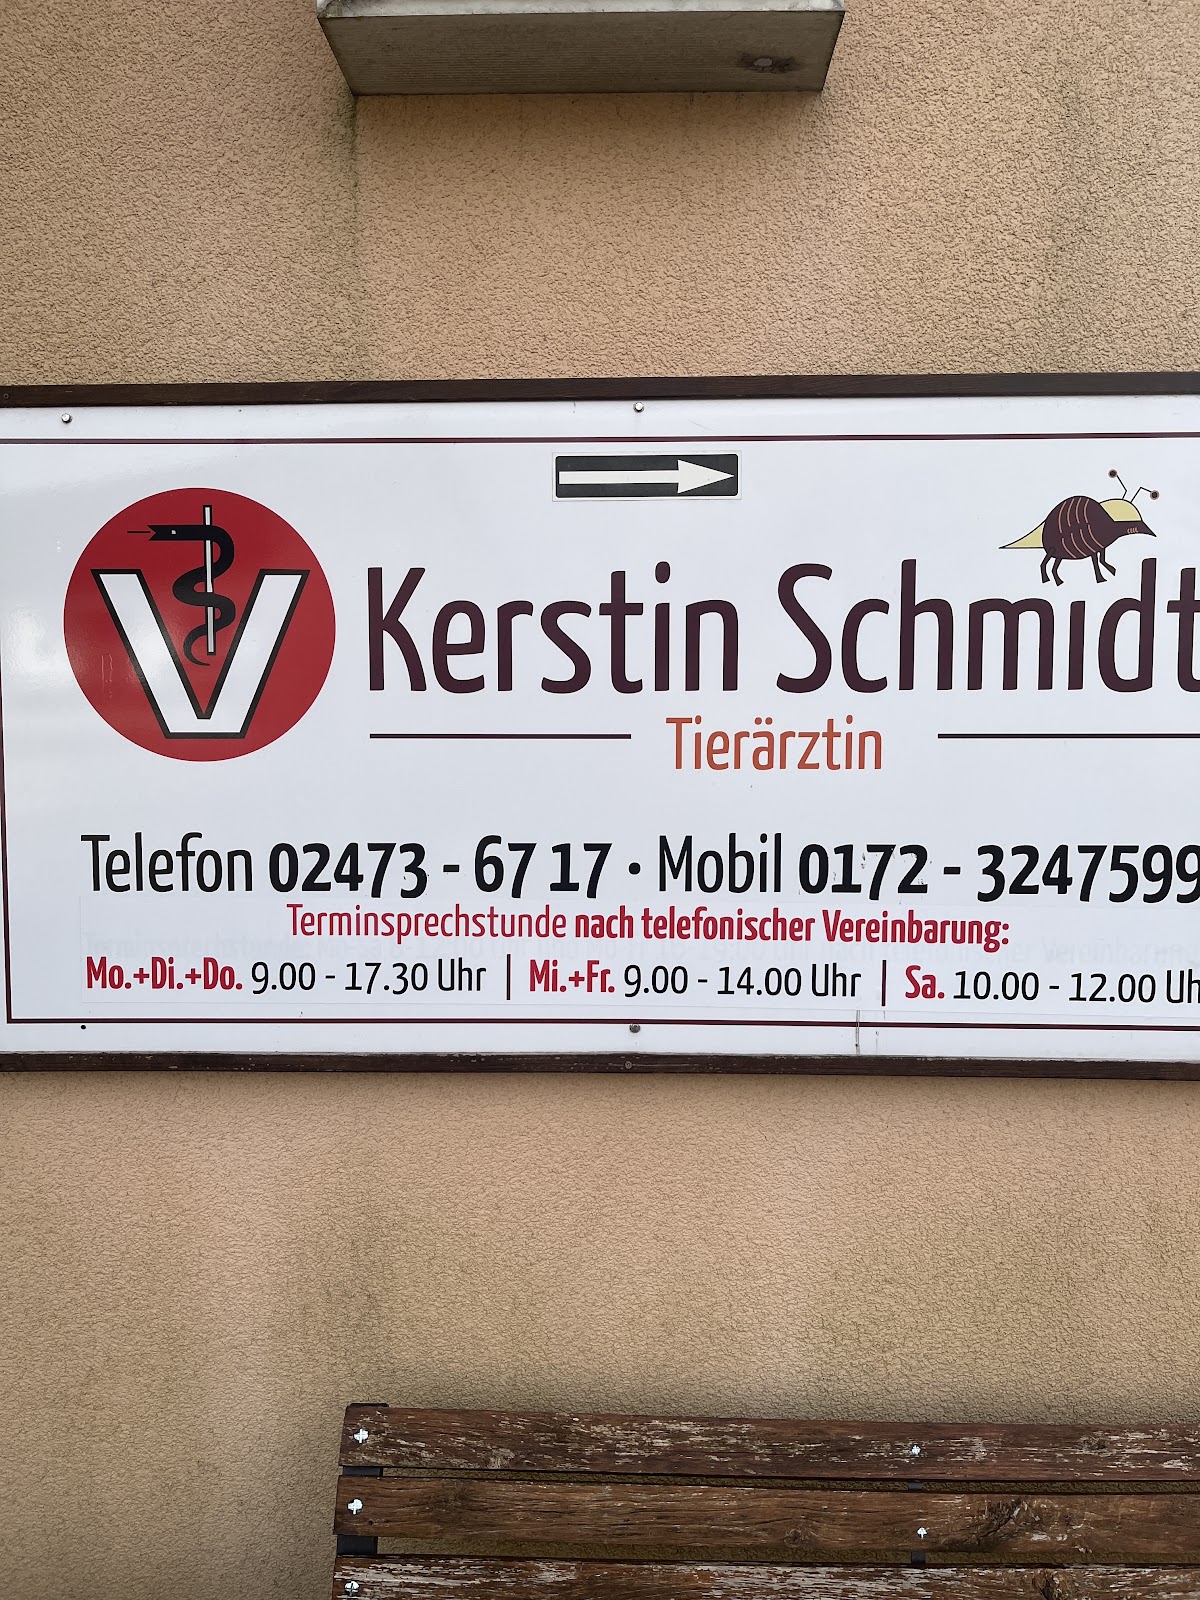 V
Kerstin Schmidt
Tierärztin
Telefon 02473 - 67 17 • Mobil 0172 - 3247599
Terminsprechstunde nach telefonischer Vereinbarung:
Mo.+Di.+Do. 9.00 - 17.30 Uhr | Mi.+Fr. 9.00 - 14.00 Uhr | Sa. 10.00 - 12.00 Uh